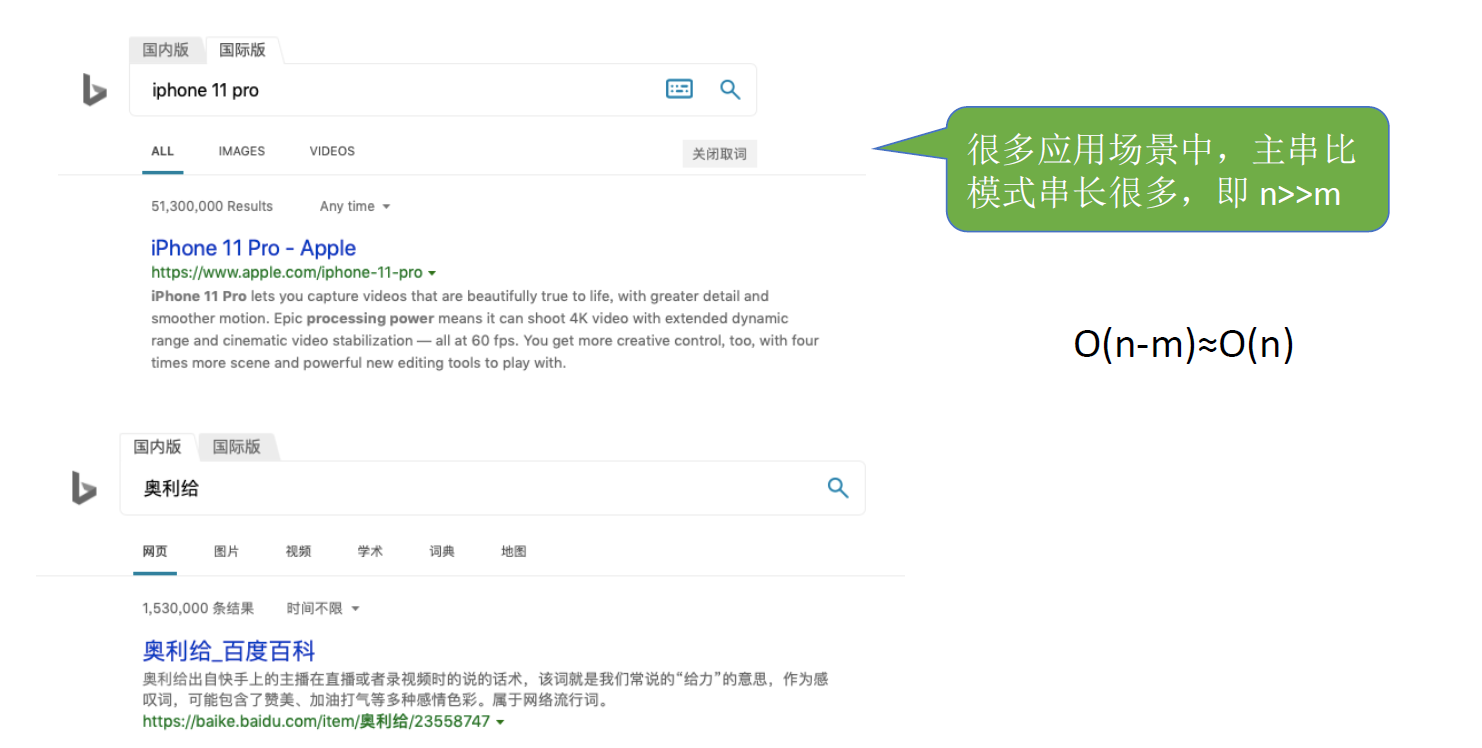 国内版 国际版
iphone 11 pro
ALL IMAGES VIDEOS 关闭取词
51,300,000 Results Any time
iPhone 11 Pro - Apple
https://www.apple.com/iphone-11-pro
iPhone 11 Pro lets you capture videos that are beautifully true to life, with greater detail and
smoother motion. Epic processing power means it can shoot 4K video with extended dynamic
range and cinematic video stabilization — all at 60 fps. You get more creative control, too, with four
times more scene and powerful new editing tools to play with.
很多应用场景中，主串比
模式串长很多，即 n>>m
O(n-m)≈O(n)
国内版 国际版
奥利给
网页 图片 视频 学术 词典 地图
1,530,000 条结果 时间不限
奥利给_百度百科
奥利给出自快手上的主播在直播或者录视频时的说的话术，该词就是我们常说的“给力”的意思，作为感
叹词，可能包含了赞美、加油打气等多种感情色彩。属于网络流行词。
https://baike.baidu.com/item/奥利给/23558747